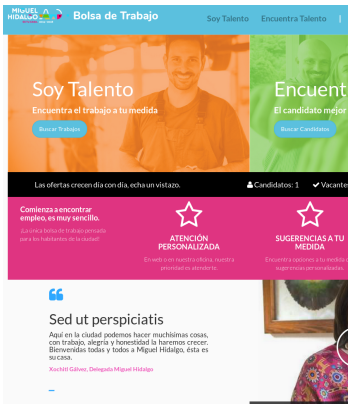 MIGUEL
HIDALGO
Bolsa de Trabajo
Soy Talento
Encuentra Talento
|
Soy Talento
Encuentra el trabajo a tu medida
Buscar Trabajos
Encuent
El candidato mejor
Buscar Candidatos
Las ofertas crecen día con día, echa un vistazo.
Candidatos: 1
Vacante
Comienza a encontrar
empleo, es muy sencillo.
¡La única bolsa de trabajo pensada
para los habitantes de la ciudad!
ATENCIÓN
PERSONALIZADA
En web o en nuestra oficina, nuestra
prioridad es atenderte.
SUGERENCIAS A TU
MEDIDA
Encuentra opciones a tu medida
sugerencias personalizadas.
Sed ut perspiciatis
Aquí en la ciudad podemos hacer muchísimas cosas,
con trabajo, alegría y honestidad la haremos crecer.
Bienvenidas todas y todos a Miguel Hidalgo, ésta es
su casa.
Xochitl Gálvez, Delegada Miguel Hidalgo